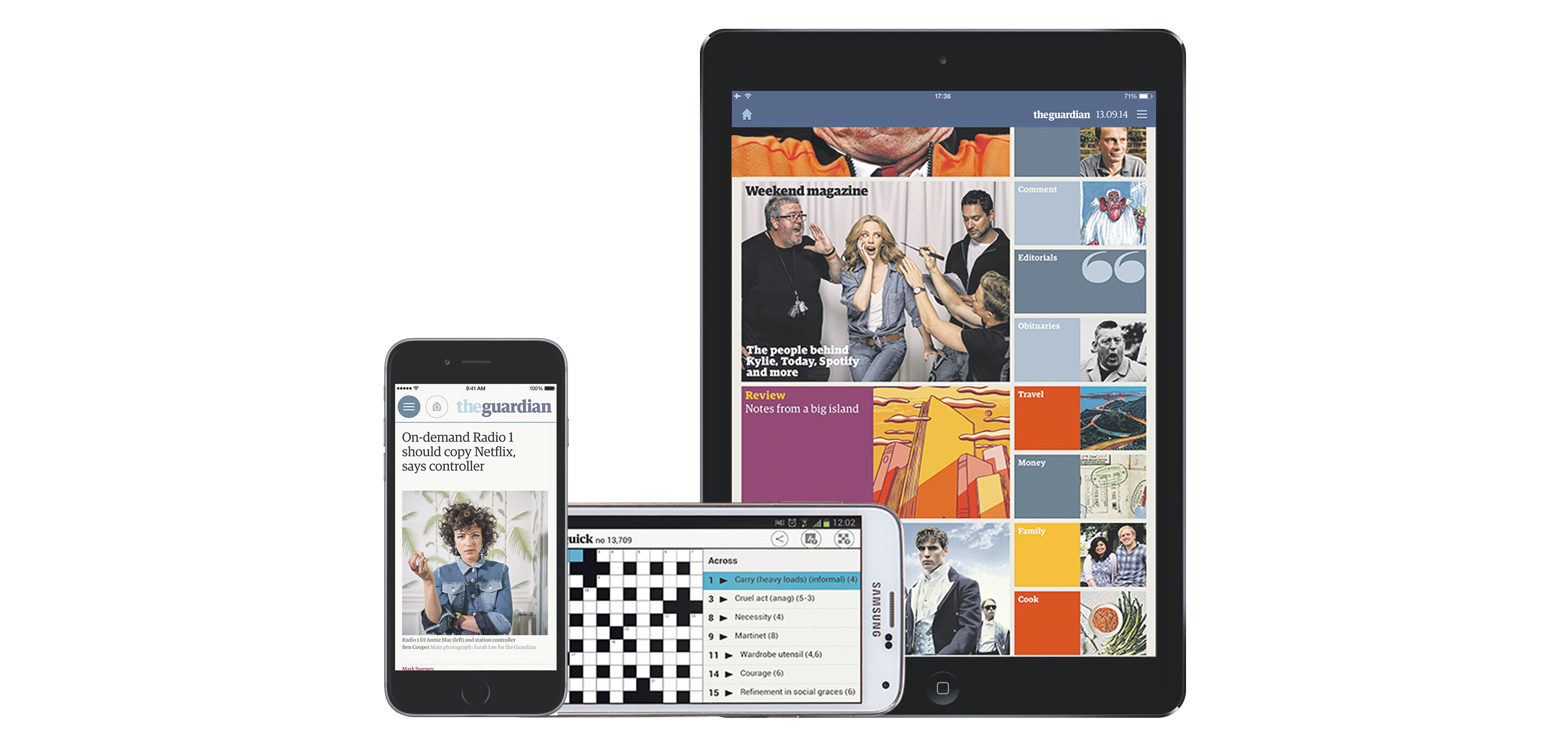 9:41 AM
100%
theguardian
On-demand Radio 1
should copy Netflix,
says controller
Radio 1 DJ Annie Mac (left) and station controller
Ben Cooper Main photograph: Sarah Lee for the Guardian
Mark Sweney
12:02
uick no 13,709
Across
1 ► Carry (heavy loads) (informal) (4)
3 ► Cruel act (anag) (5-3)
8 ► Necessity (4)
9 ► Martinet (8)
11 ► Wardrobe utensil (4,6)
14 ► Courage (6)
15 ► Refinement in social graces (6)
SAMSUNG
17:36
71%
theguardian 13.09.14
Weekend magazine
The people behind
Kylie, Today, Spotify
and more
Comment
Editorials
Obituaries
Review
Notes from a big island
Travel
Money
Family
Cook